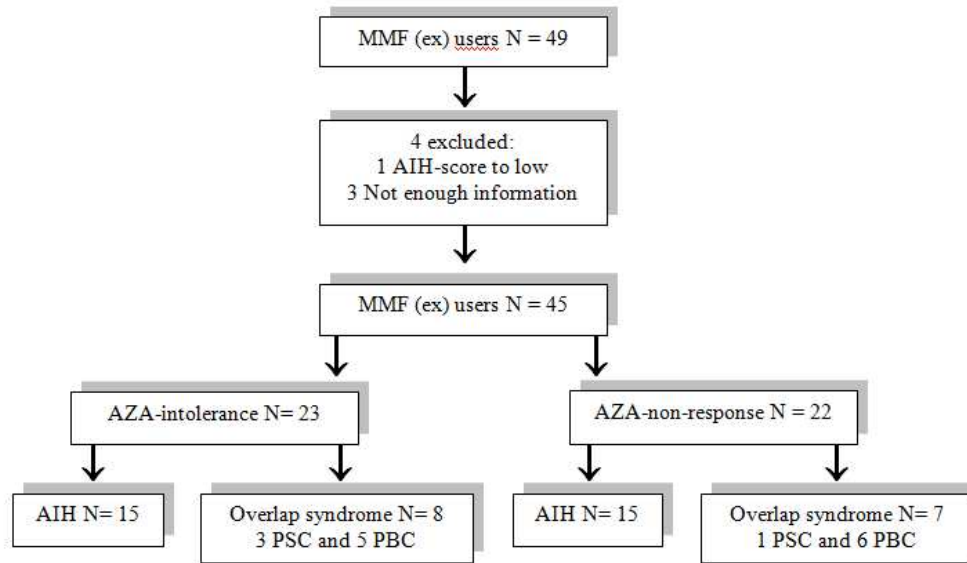 MMF (ex) users N = 49
4 excluded:
1 AIH-score to low
3 Not enough information
MMF (ex) users N = 45
AZA-intolerance N= 23
AZA-non-response N = 22
AIH N= 15
Overlap syndrome N= 8
3 PSC and 5 PBC
AIH N= 15
Overlap syndrome N= 7
1 PSC and 6 PBC